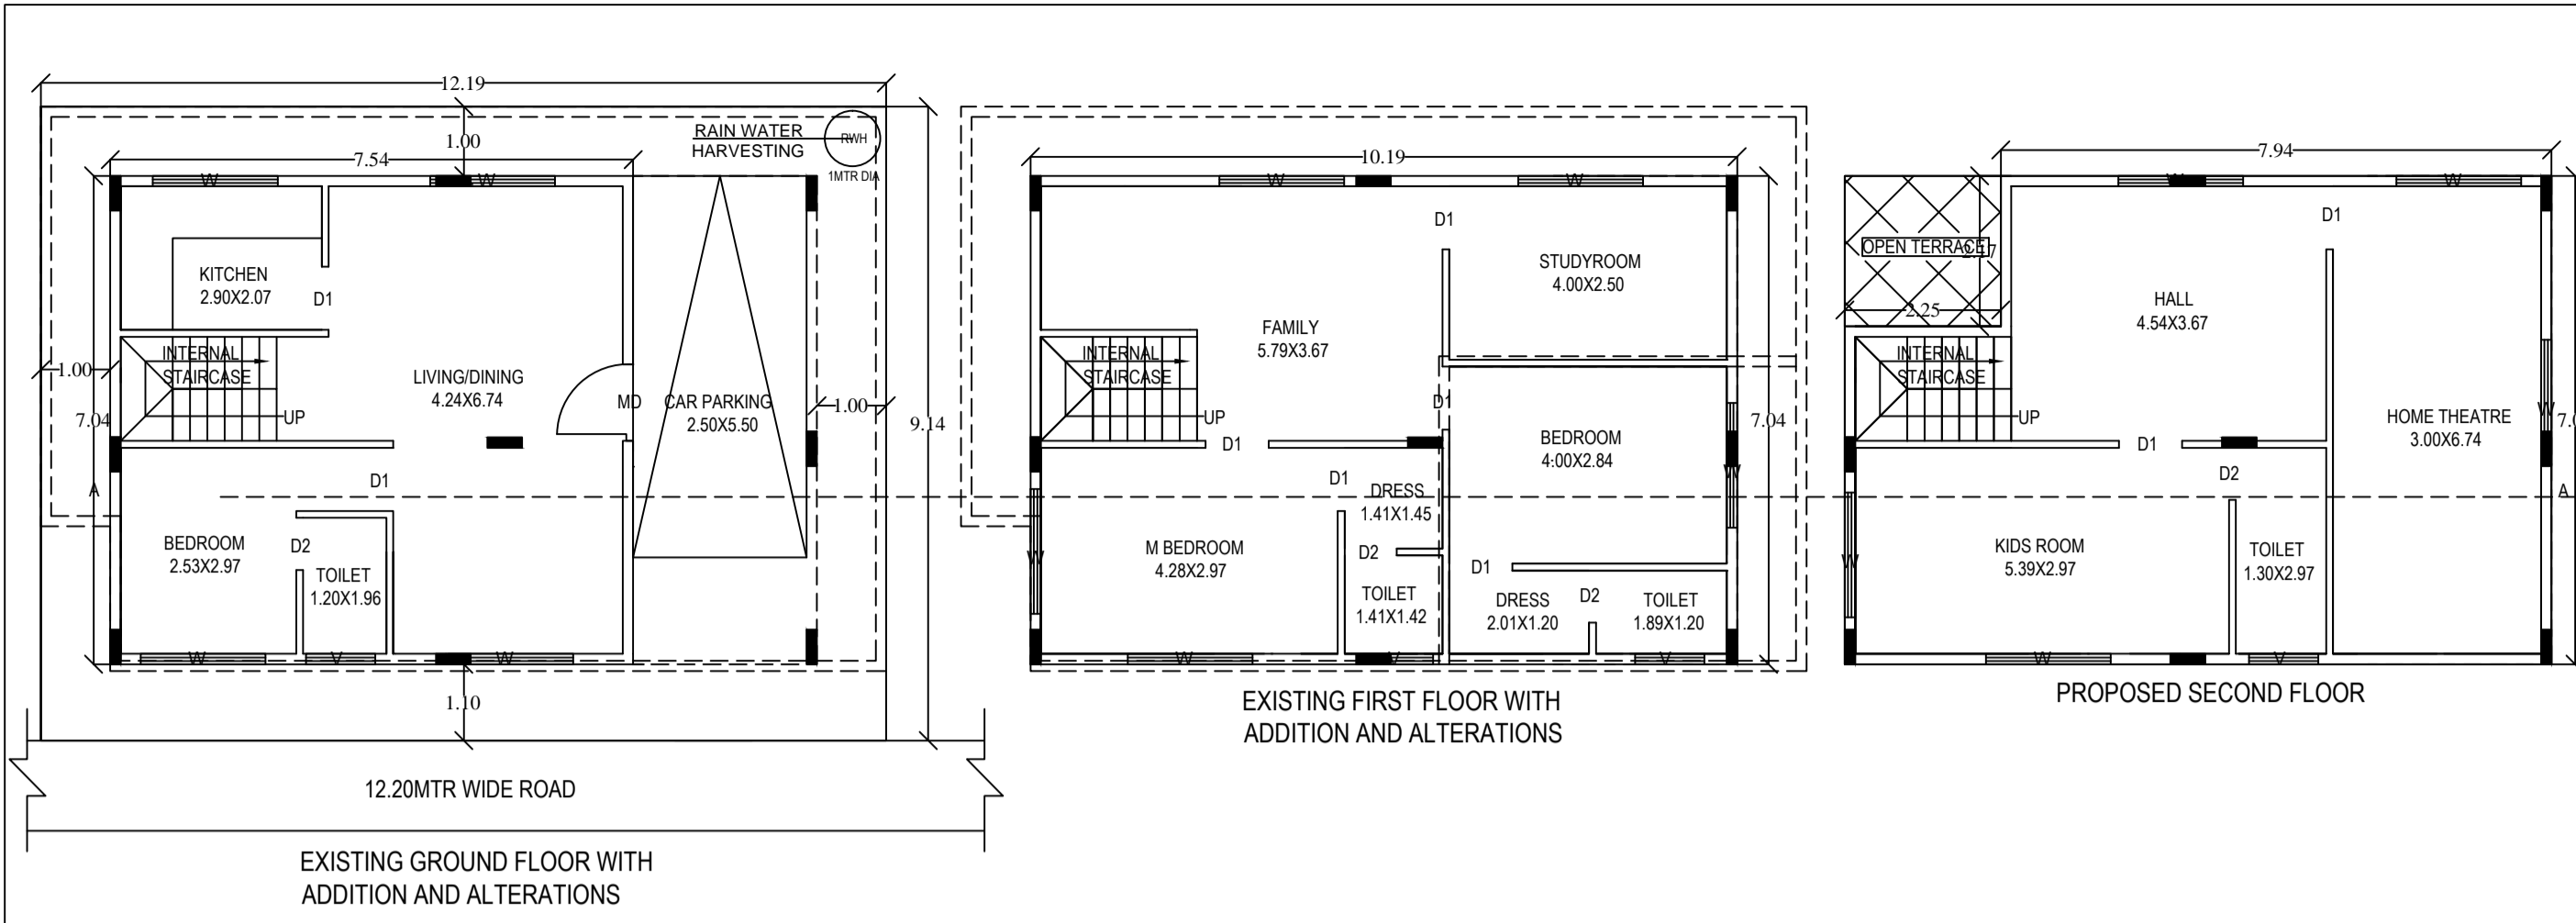 12.19
1.00
7.54
RAIN WATER
HARVESTING
RWH
1MTR DIA
W
W
KITCHEN
2.90X2.07
D1
INTERNAL
STAIRCASE
UP
1.00
7.04
LIVING/DINING
4.24X6.74
MD
CAR PARKING
2.50X5.50
1.00
9.14
A
D1
BEDROOM
2.53X2.97
D2
TOILET
1.20X1.96
W
V
W
1.10
12.20MTR WIDE ROAD
EXISTING GROUND FLOOR WITH
ADDITION AND ALTERATIONS
10.19
W
W
D1
STUDYROOM
4.00X2.50
FAMILY
5.79X3.67
INTERNAL
STAIRCASE
UP
D1
D1
7.04
BEDROOM
4.00X2.84
W
D1
DRESS
1.41X1.45
M BEDROOM
4.28X2.97
W
D2
D1
TOILET
1.41X1.42
DRESS
2.01X1.20
D2
TOILET
1.89X1.20
W
V
V
EXISTING FIRST FLOOR WITH
ADDITION AND ALTERATIONS
7.94
W
W
D1
OPEN TERRACE
2.17
2.25
HALL
4.54X3.67
INTERNAL
STAIRCASE
UP
D1
HOME THEATRE
3.00X6.74
W
D2
A
KIDS ROOM
5.39X2.97
W
TOILET
1.30X2.97
W
V
PROPOSED SECOND FLOOR